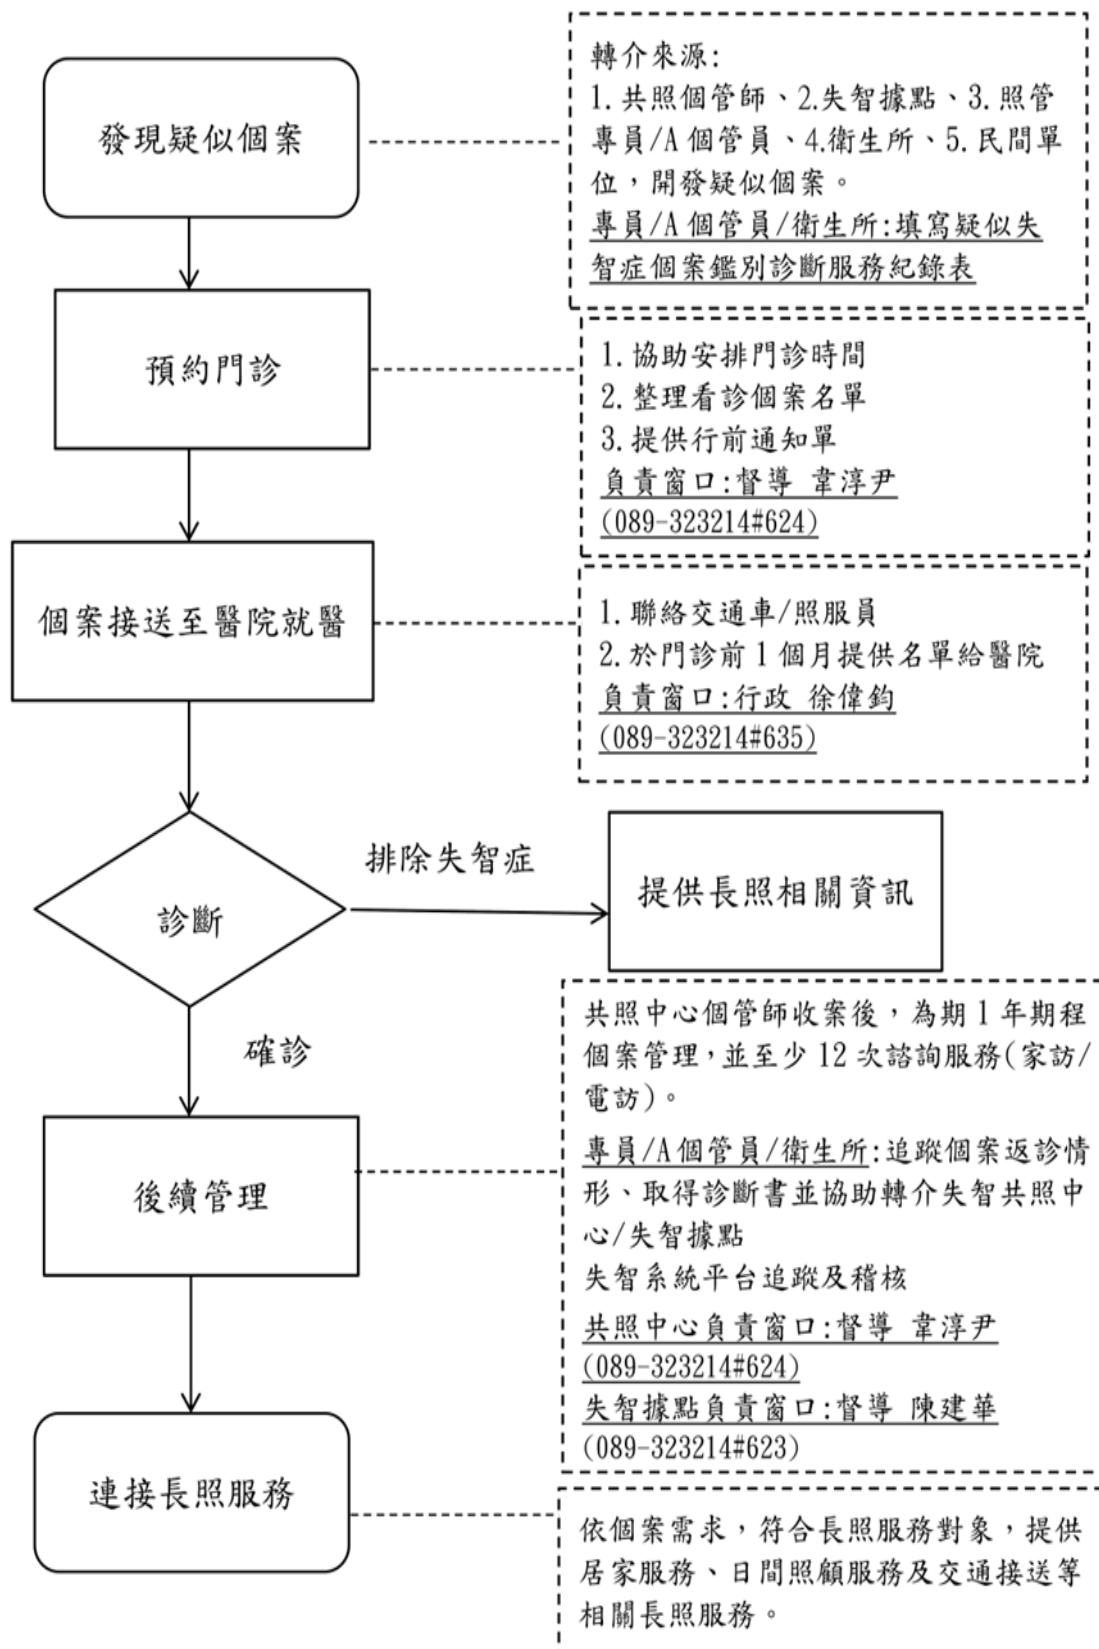 發現疑似個案
轉介來源:
1.共照個管師、2.失智據點、3.照管
專員/A個管員、4.衛生所、5.民間單
位，開發疑似個案。
專員/A個管員/衛生所:填寫疑似失
智症個案鑑別診斷服務紀錄表
預約門診
1.協助安排門診時間
2.整理看診個案名單
3.提供行前通知單
負責窗口:督導 韋淳尹
(089-323214#624)
個案接送至醫院就醫
1.聯絡交通車/照服員
2.於門診前1個月提供名單給醫院
負責窗口:行政 徐偉鈞
(089-323214#635)
診斷
排除失智症
提供長照相關資訊
確診
後續管理
共照中心個管師收案後，為期1年期程
個案管理，並至少12次諮詢服務(家訪/
電訪)。
專員/A個管員/衛生所:追蹤個案返診情
形、取得診斷書並協助轉介失智共照中
心/失智據點
失智系統平台追蹤及稽核
共照中心負責窗口:督導 韋淳尹
(089-323214#624)
失智據點負責窗口:督導 陳建華
(089-323214#623)
連接長照服務
依個案需求，符合長照服務對象，提供
居家服務、日間照顧服務及交通接送等
相關長照服務。